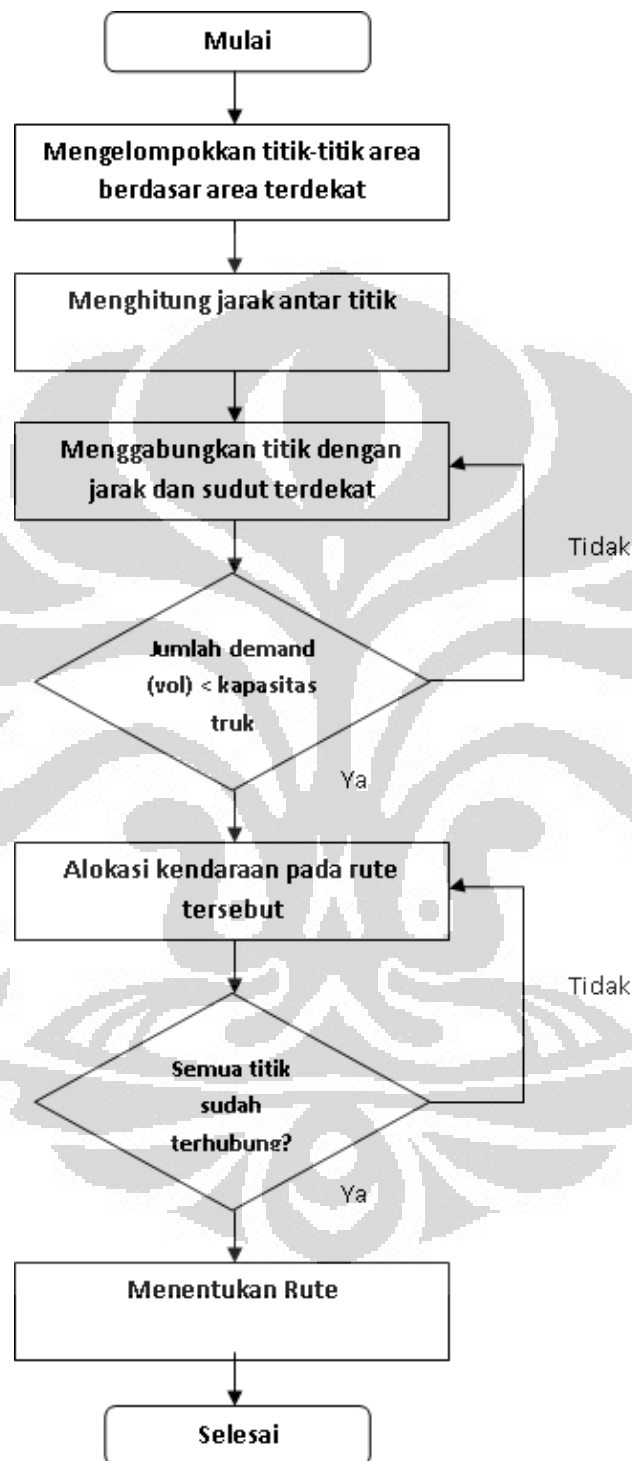 Mulai
Mengelompokkan titik-titik area
berdasar area terdekat
Menghitung jarak antar titik
Menggabungkan titik dengan
jarak dan sudut terdekat
Tidak
Jumlah demand
(vol) < kapasitas
truk
Ya
Alokasi kendaraan pada rute
tersebut
Tidak
Semua titik
sudah
terhubung?
Ya
Menentukan Rute
Selesai